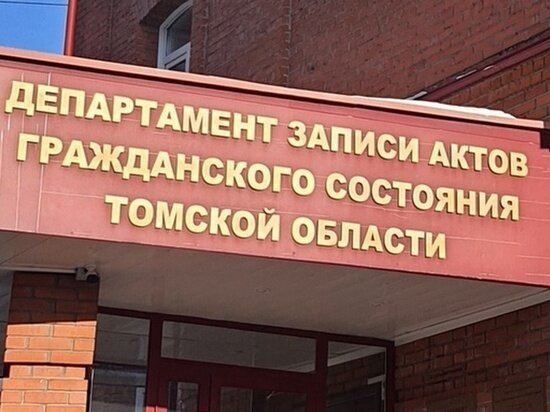 ДЕПАРТАМЕНТ ЗАПИСИ АКТОВ
ГРАЖДАНСКОГО СОСТОЯНИЯ
ТОМСКОЙ ОБЛАСТИ